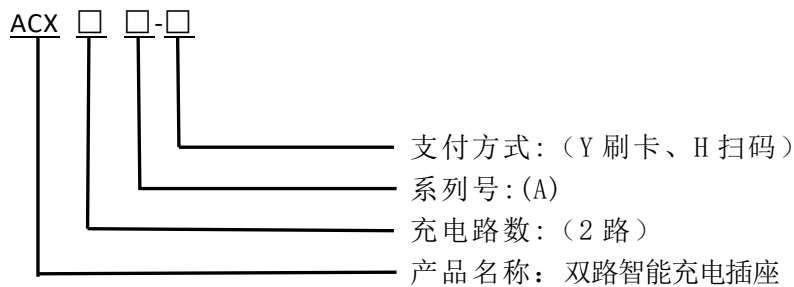 ACX □ □-□
支付方式:（Y 刷卡、H 扫码）
系列号:(A)
充电路数:（2 路）
产品名称：双路智能充电插座